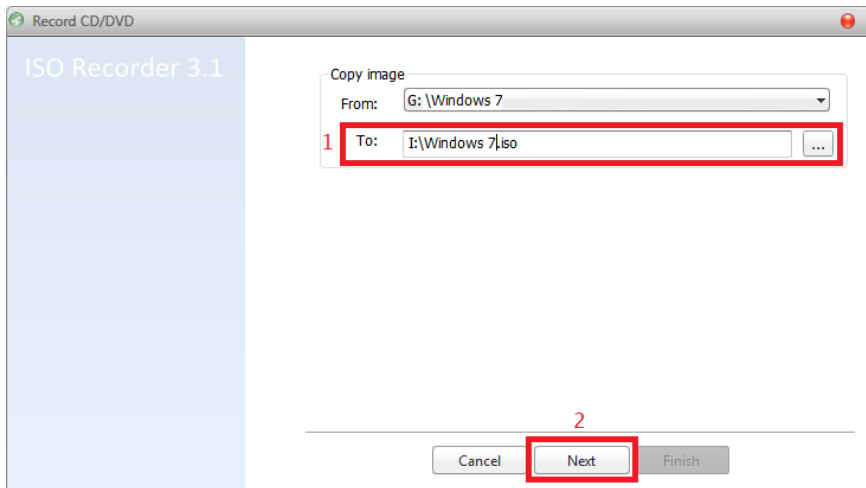 Record CD/DVD
ISO Recorder 3.1
Copy image
From: G: \Windows 7
1 To: I:\Windows 7.iso ...
2
Cancel Next Finish